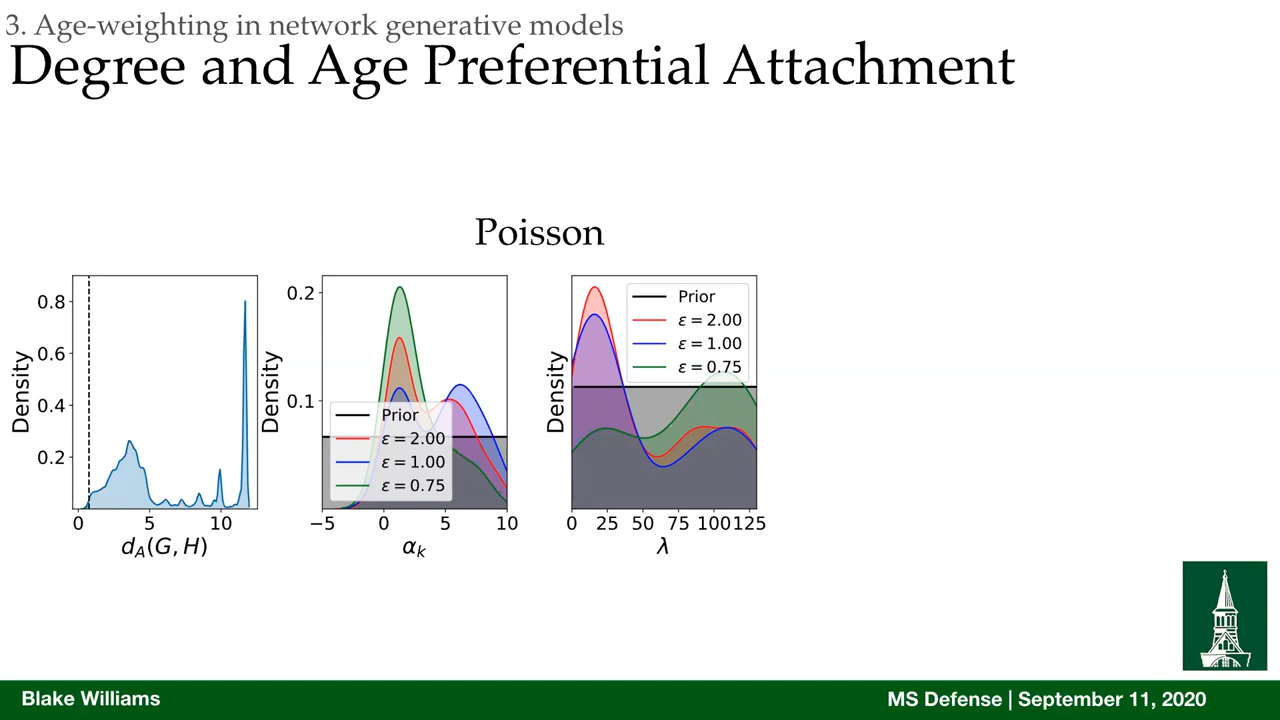 3. Age-weighting in network generative models
Degree and Age Preferential Attachment
Poisson
Density
0.8
0.6
0.4
0.2
0 5 10
d_A(G, H)
Density
0.2
0.1
Prior
ε = 2.00
ε = 1.00
ε = 0.75
−5 0 5 10
α_k
Density
Prior
ε = 2.00
ε = 1.00
ε = 0.75
0 25 50 75 100 125
λ
Blake Williams
MS Defense | September 11, 2020